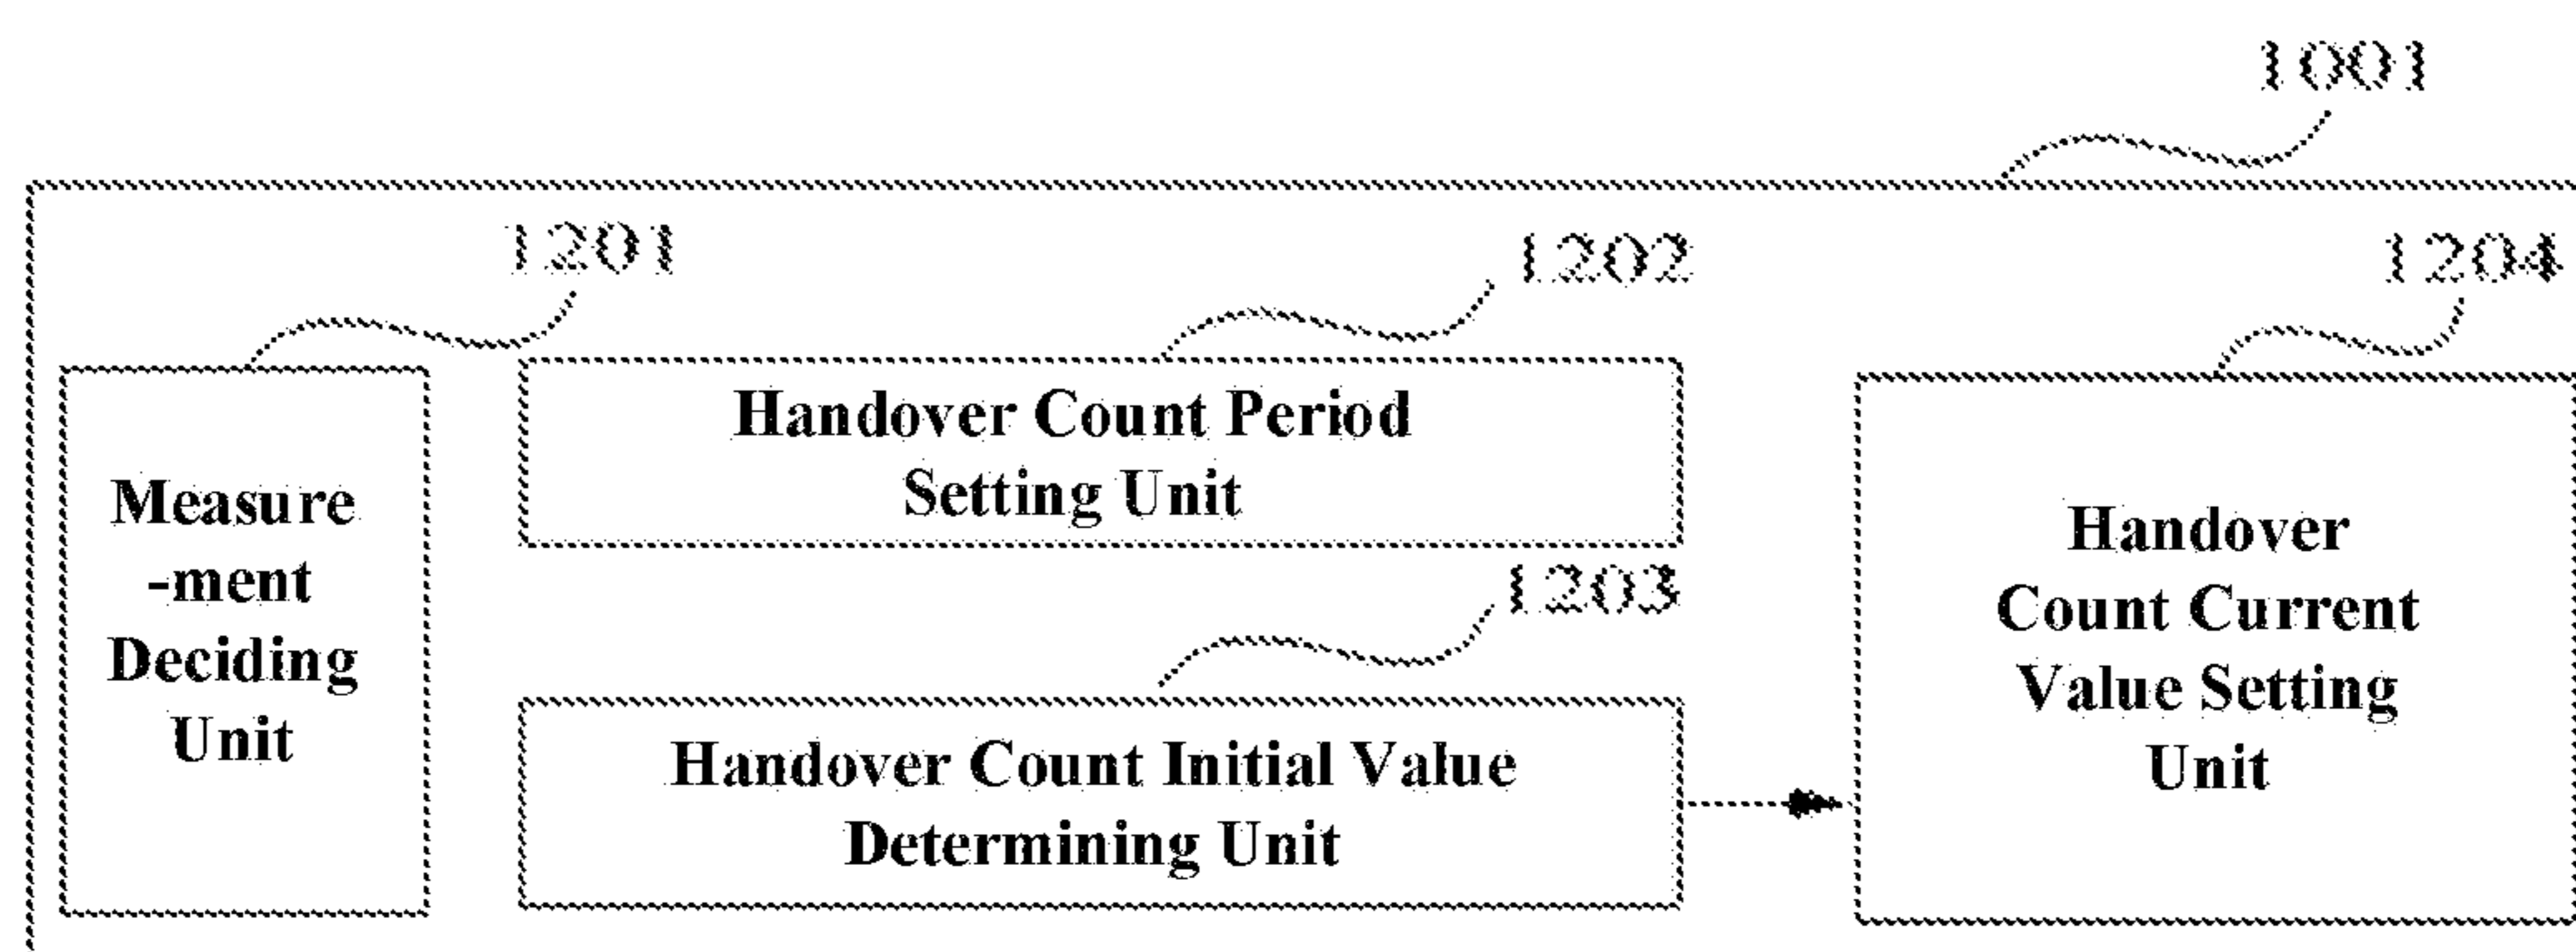 1001
1201
1202
1204
Handover Count Period
Setting Unit
Measure
-ment
Deciding
Unit
1203
Handover Count Initial Value
Determining Unit
Handover
Count Current
Value Setting
Unit